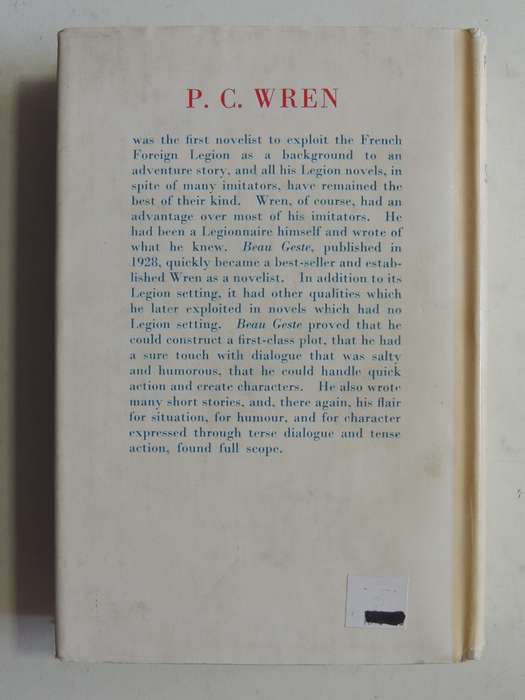 P. C. WREN
was the first novelist to exploit the French
Foreign Legion as a background to an
adventure story, and all his Legion novels, in
spite of many imitators, have remained the
best of their kind. Wren, of course, had an
advantage over most of his imitators. He
had been a Legionnaire himself and wrote of
what he knew. Beau Geste, published in
1928, quickly became a best-seller and estab-
lished Wren as a novelist. In addition to its
Legion setting, it had other qualities which
he later exploited in novels which had no
Legion setting. Beau Geste proved that he
could construct a first-class plot, that he had
a sure touch with dialogue that was salty
and humorous, that he could handle quick
action and create characters. He also wrote
many short stories, and, there again, his flair
for situation, for humour, and for character
expressed through terse dialogue and tense
action, found full scope.